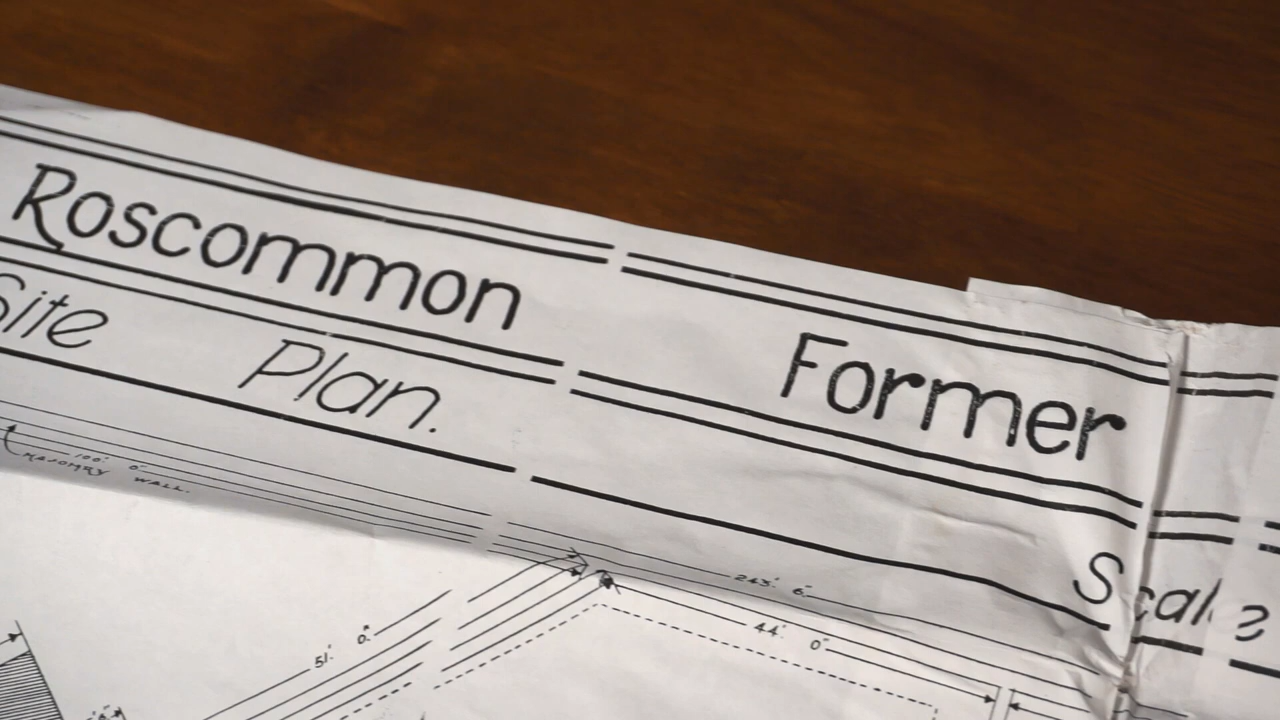 Roscommon Former
Site Plan.
Scale
100' 0"
MASONRY WALL.
243' 6"
51' 0"
44' 0"